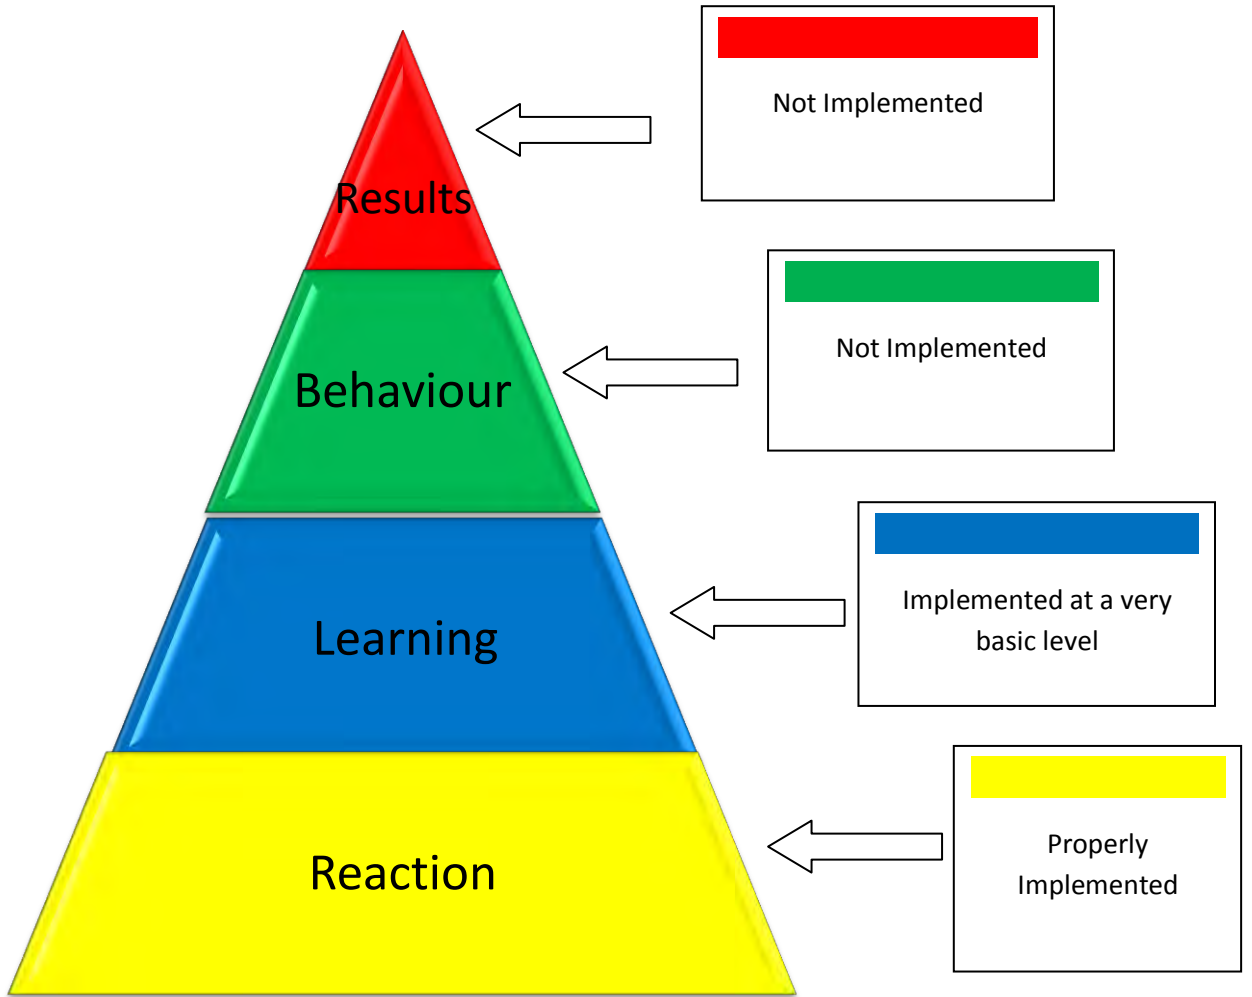 Not Implemented
Results
Not Implemented
Behaviour
Implemented at a very
basic level
Learning
Properly
Implemented
Reaction